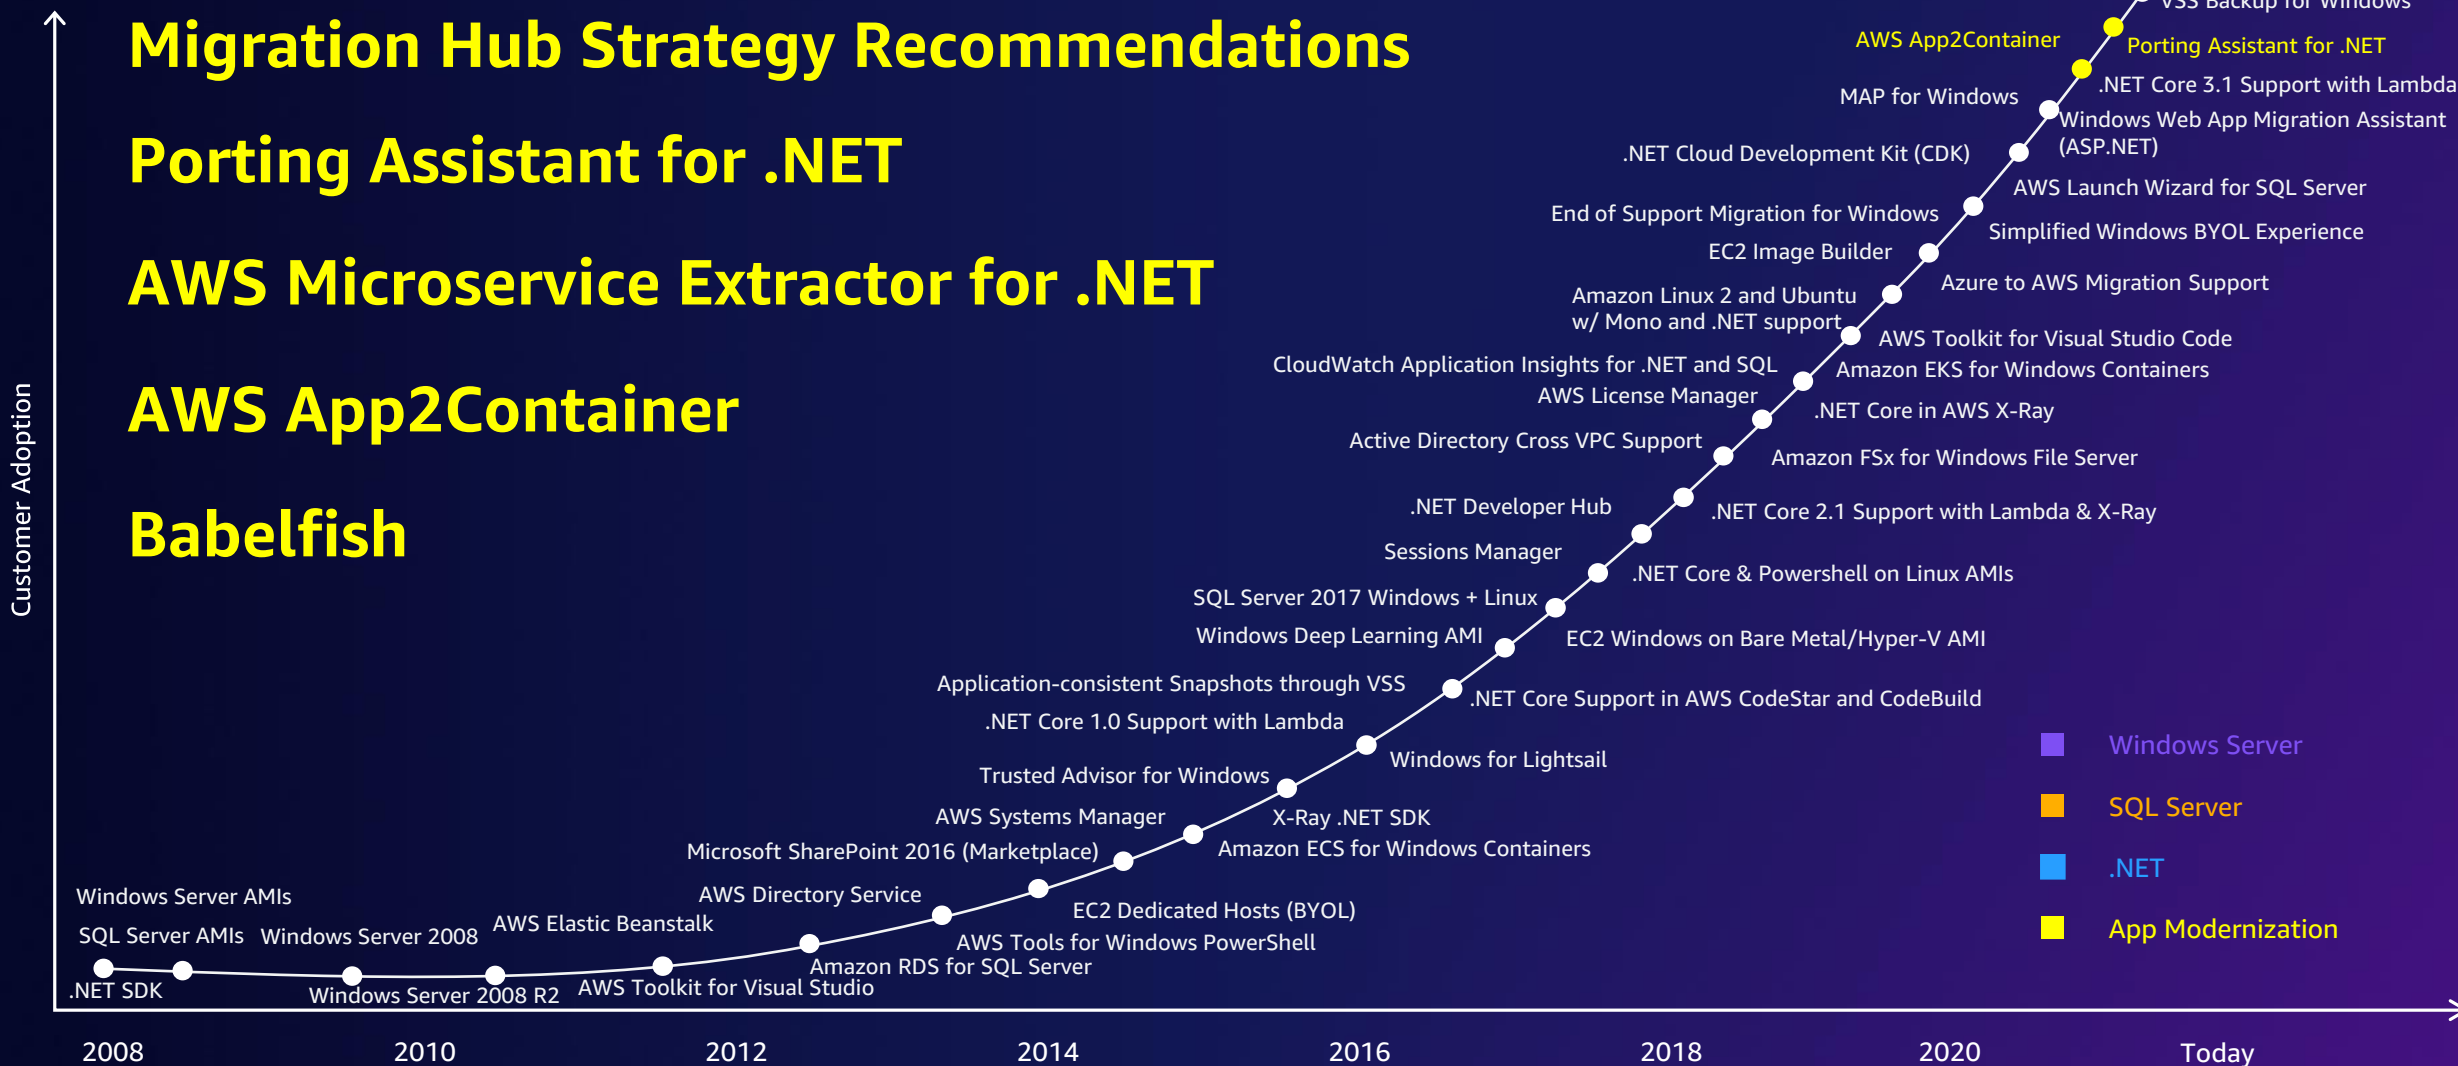 Migration Hub Strategy Recommendations
Porting Assistant for .NET
AWS Microservice Extractor for .NET
AWS App2Container
Babelfish
Customer Adoption
VSS Backup for Windows
AWS App2Container
Porting Assistant for .NET
.NET Core 3.1 Support with Lambda
MAP for Windows
Windows Web App Migration Assistant
(ASP.NET)
.NET Cloud Development Kit (CDK)
AWS Launch Wizard for SQL Server
End of Support Migration for Windows
Simplified Windows BYOL Experience
EC2 Image Builder
Azure to AWS Migration Support
Amazon Linux 2 and Ubuntu
w/ Mono and .NET support
AWS Toolkit for Visual Studio Code
CloudWatch Application Insights for .NET and SQL
Amazon EKS for Windows Containers
AWS License Manager
.NET Core in AWS X-Ray
Active Directory Cross VPC Support
Amazon FSx for Windows File Server
.NET Developer Hub
.NET Core 2.1 Support with Lambda & X-Ray
Sessions Manager
.NET Core & Powershell on Linux AMIs
SQL Server 2017 Windows + Linux
Windows Deep Learning AMI
EC2 Windows on Bare Metal/Hyper-V AMI
Application-consistent Snapshots through VSS
.NET Core Support in AWS CodeStar and CodeBuild
.NET Core 1.0 Support with Lambda
Windows for Lightsail
Trusted Advisor for Windows
X-Ray .NET SDK
AWS Systems Manager
Amazon ECS for Windows Containers
Microsoft SharePoint 2016 (Marketplace)
AWS Directory Service
EC2 Dedicated Hosts (BYOL)
AWS Elastic Beanstalk
AWS Tools for Windows PowerShell
Amazon RDS for SQL Server
AWS Toolkit for Visual Studio
Windows Server AMIs
SQL Server AMIs
Windows Server 2008
.NET SDK
Windows Server 2008 R2
Windows Server
SQL Server
.NET
App Modernization
2008
2010
2012
2014
2016
2018
2020
Today